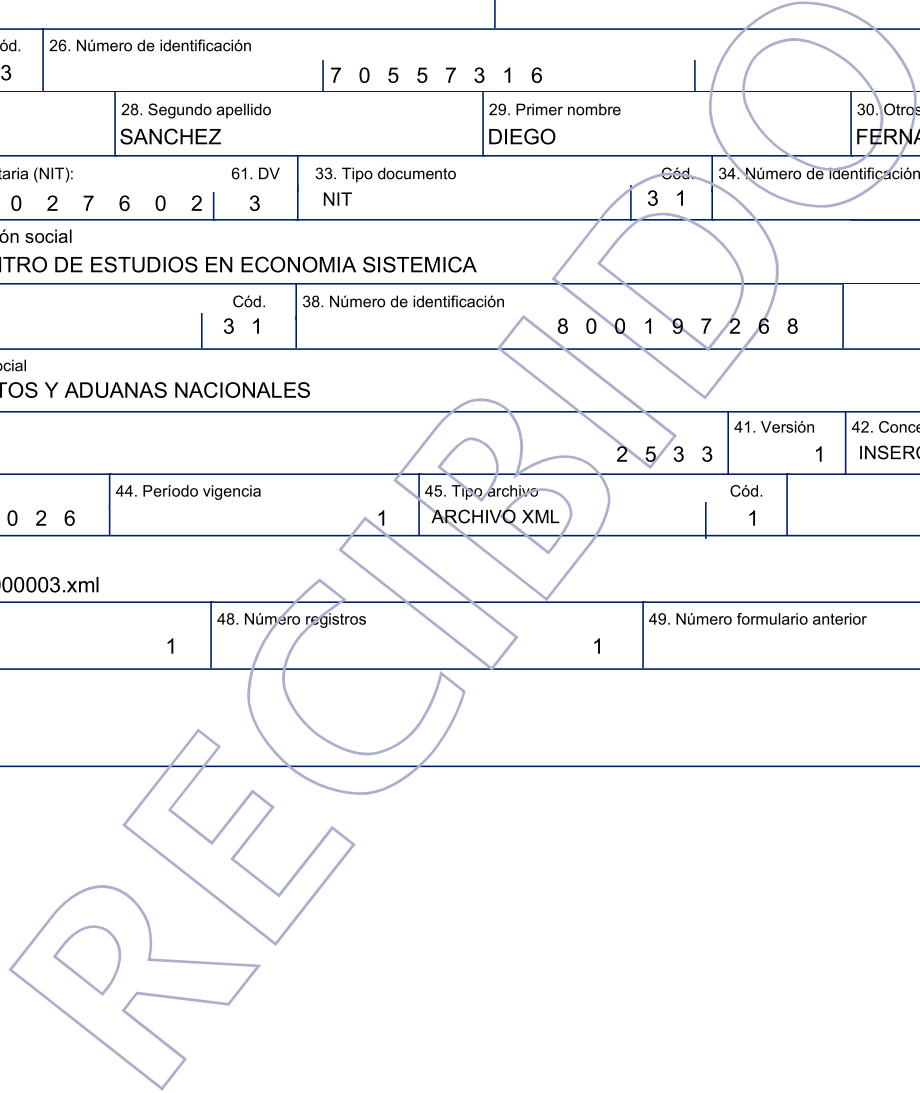 ód. 26. Número de identificación
3 7 0 5 5 7 3 1 6
28. Segundo apellido 29. Primer nombre 30. Otros
SANCHEZ DIEGO FERNA
taria (NIT): 61. DV 33. Tipo documento Cód. 34. Número de identificación
0 2 7 6 0 2 3 NIT 3 1
ón social
TRO DE ESTUDIOS EN ECONOMIA SISTEMICA
Cód. 38. Número de identificación
3 1 8 0 0 1 9 7 2 6 8
ocial
TOS Y ADUANAS NACIONALES
41. Versión 42. Conce
2 5 3 3 1 INSERC
44. Período vigencia 45. Tipo archivo Cód.
0 2 6 1 ARCHIVO XML 1
000003.xml
48. Número registros 49. Número formulario anterior
1 1
RECIBIDO